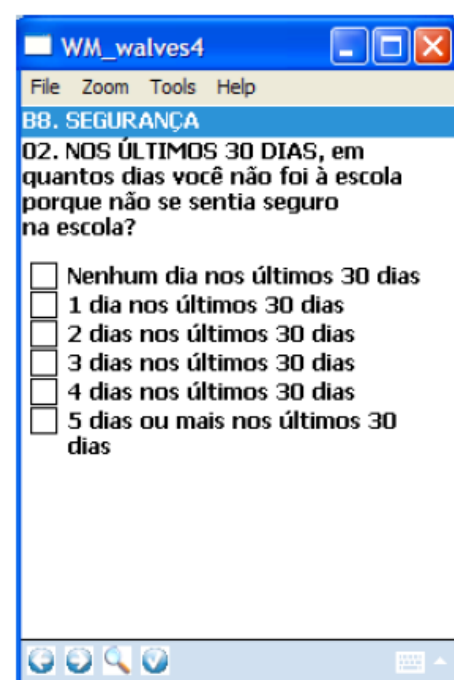 WM_walves4
File Zoom Tools Help
B8. SEGURANÇA
02. NOS ÚLTIMOS 30 DIAS, em
quantos dias você não foi à escola
porque não se sentia seguro
na escola?
Nenhum dia nos últimos 30 dias
1 dia nos últimos 30 dias
2 dias nos últimos 30 dias
3 dias nos últimos 30 dias
4 dias nos últimos 30 dias
5 dias ou mais nos últimos 30
dias